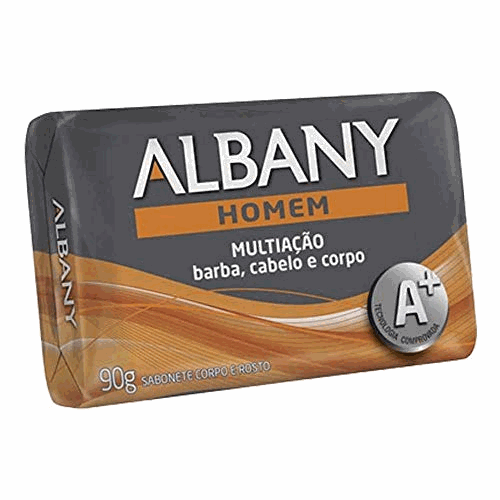 ALBANY
HOMEM
MULTIAÇÃO
barba, cabelo e corpo
A+
TECNOLOGIA COMPROVADA
90g SABONETE CORPO E ROSTO
ALBANY